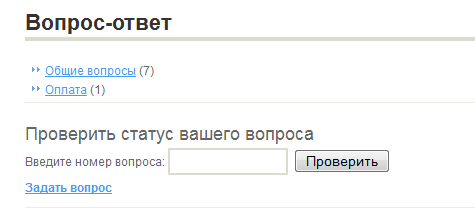 Вопрос-ответ
Общие вопросы (7)
Оплата (1)
Проверить статус вашего вопроса
Введите номер вопроса: Проверить
Задать вопрос